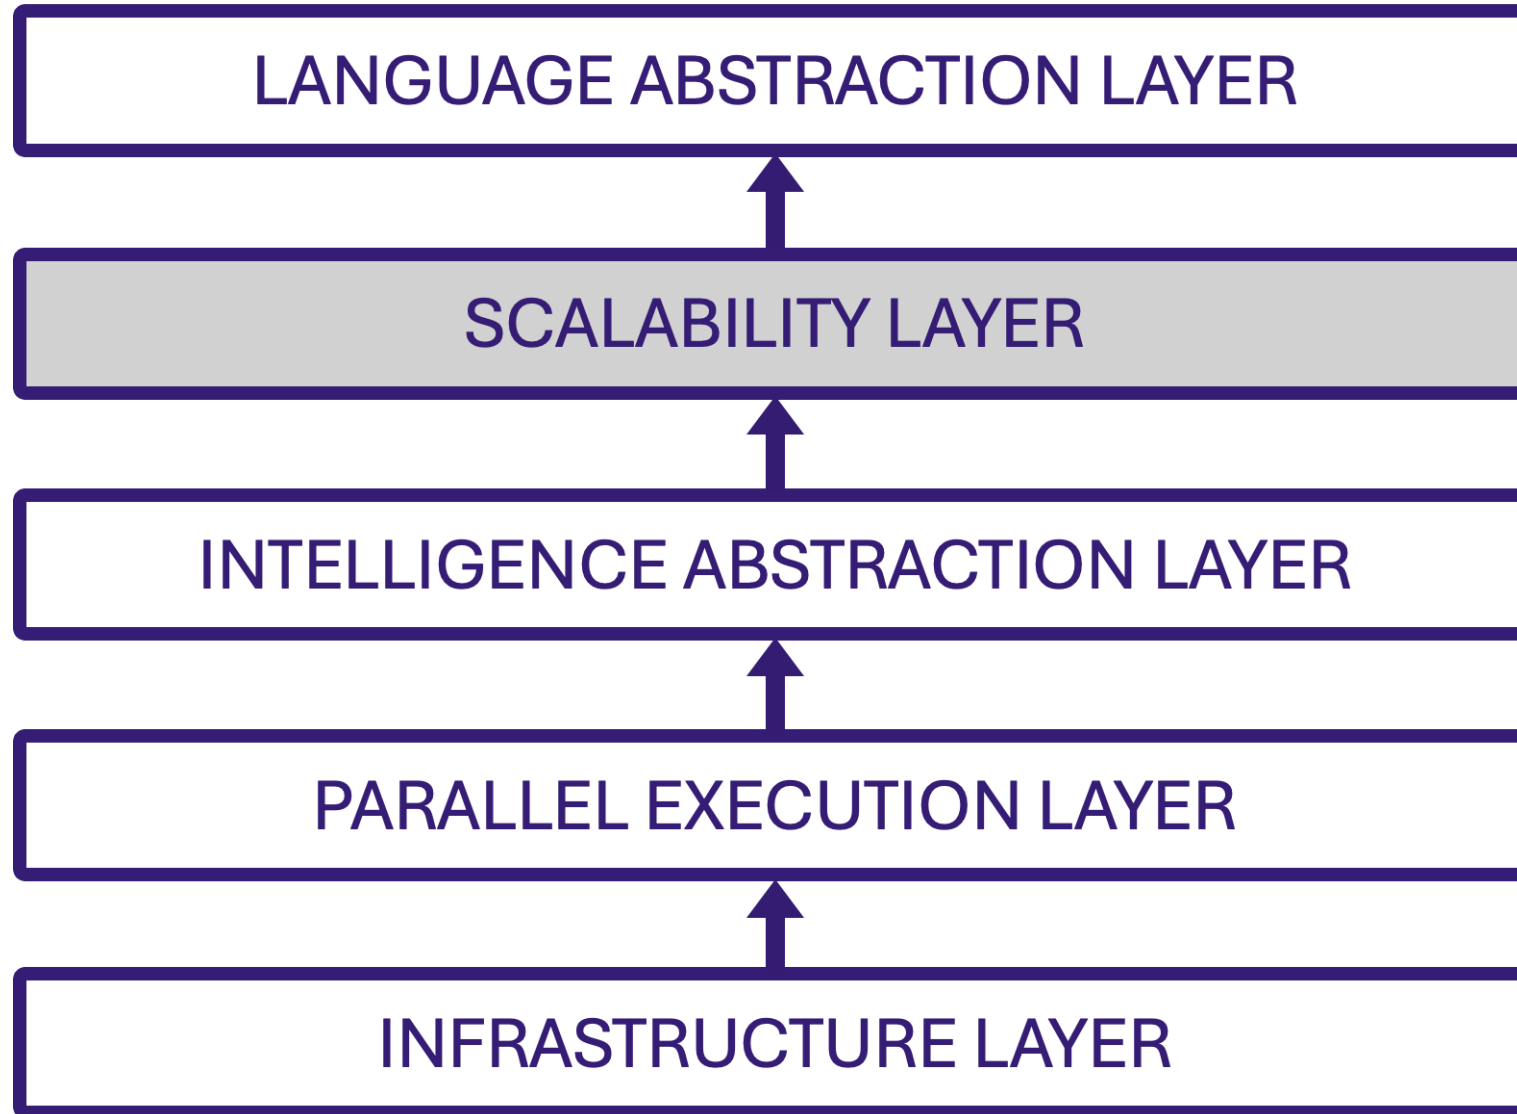 LANGUAGE ABSTRACTION LAYER
SCALABILITY LAYER
INTELLIGENCE ABSTRACTION LAYER
PARALLEL EXECUTION LAYER
INFRASTRUCTURE LAYER